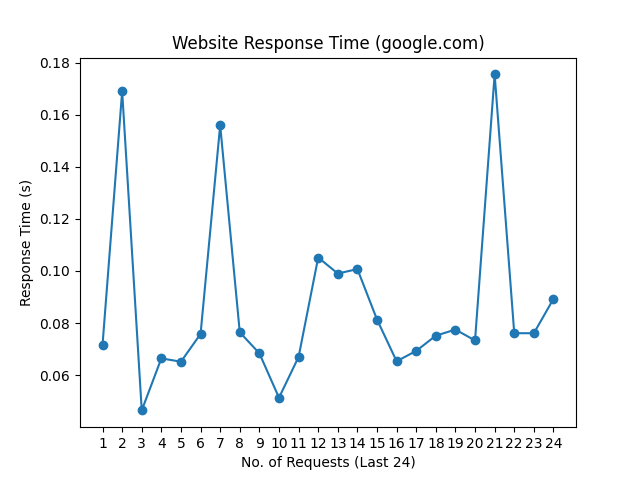 Website Response Time (google.com)
0.18
0.16
0.14
0.12
0.10
0.08
0.06
Response Time (s)
1 2 3 4 5 6 7 8 9 10 11 12 13 14 15 16 17 18 19 20 21 22 23 24
No. of Requests (Last 24)